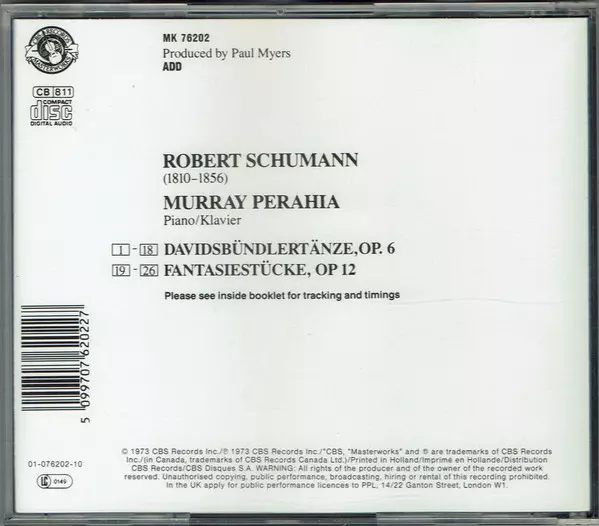 CBS RECORDS
MASTERWORKS
MK 76202
Produced by Paul Myers
ADD
CB 811
COMPACT
disc
DIGITAL AUDIO
ROBERT SCHUMANN
(1810–1856)
MURRAY PERAHIA
Piano/Klavier
1 - 18 DAVIDSBÜNDLERTÄNZE, OP. 6
19 - 26 FANTASIESTÜCKE, OP 12
Please see inside booklet for tracking and timings
5 099707 620227
01-076202-10
LC 0149
© 1973 CBS Records Inc./℗ 1973 CBS Records Inc./"CBS, "Masterworks" and ® are trademarks of CBS Records
Inc./(in Canada, trademarks of CBS Records Canada Ltd.)/Printed in Holland/Imprimé en Hollande/Distribution
CBS Records/CBS Disques S.A. WARNING: All rights of the producer and of the owner of the recorded work
reserved. Unauthorised copying, public performance, broadcasting, hiring or rental of this recording prohibited.
In the UK apply for public performance licences to PPL, 14/22 Ganton Street, London W1.